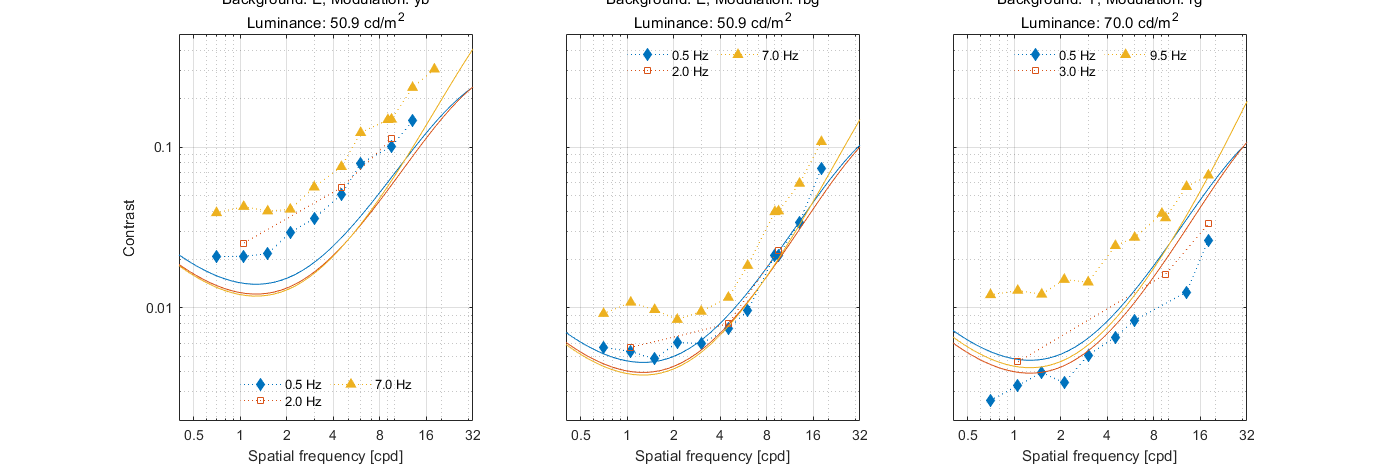 Luminance: 50.9 cd/m²
0.1
0.01
Contrast
0.5 Hz 7.0 Hz
2.0 Hz
0.5 1 2 4 8 16 32
Spatial frequency [cpd]
Luminance: 50.9 cd/m²
0.5 Hz 7.0 Hz
2.0 Hz
0.5 1 2 4 8 16 32
Spatial frequency [cpd]
Luminance: 70.0 cd/m²
0.5 Hz 9.5 Hz
3.0 Hz
0.5 1 2 4 8 16 32
Spatial frequency [cpd]